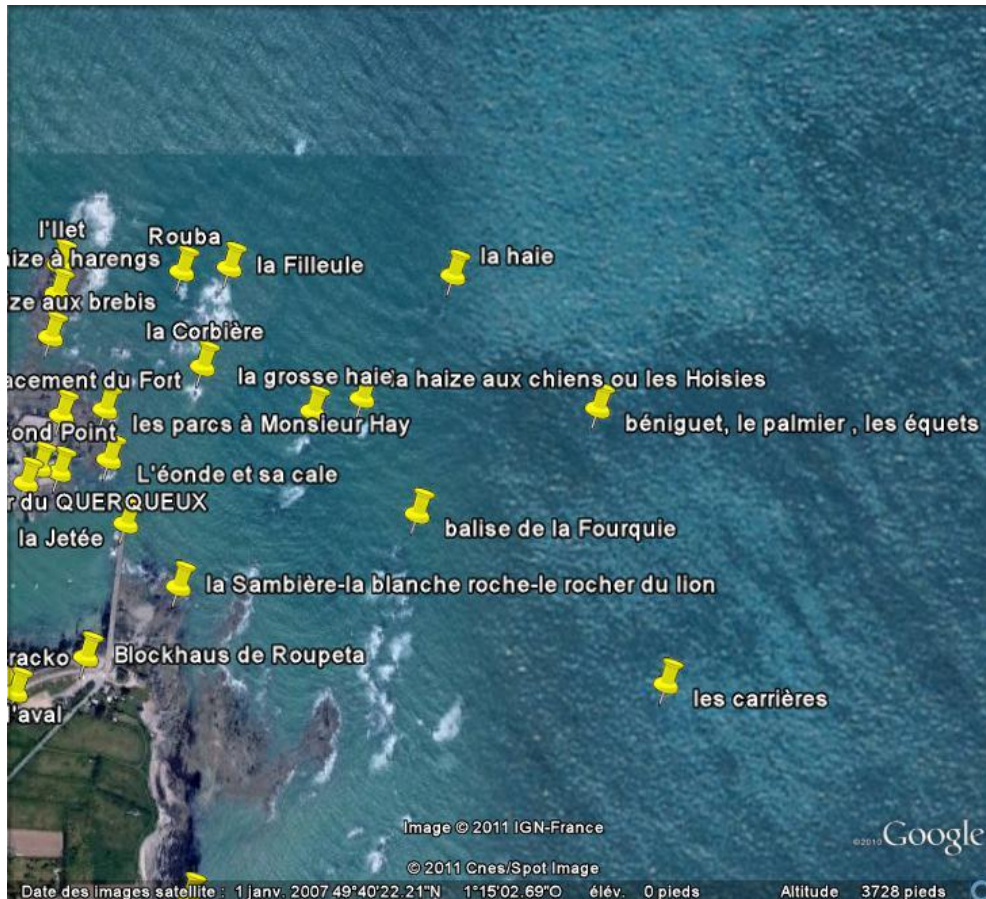 l'Ilet
Rouba
aize à harengs
la Filleule
la haie
ze aux brebis
la Corbière
acement du Fort
la grosse haie
a haize aux chiens ou les Hoisies
les parcs à Monsieur Hay
béniguet, le palmier , les équets
ond Point
L'éonde et sa cale
r du QUERQUEUX
la Jetée
balise de la Fourquie
la Sambière-la blanche roche-le rocher du lion
racko
Blockhaus de Roupeta
les carrières
l'aval
Image © 2011 IGN-France
©2010 Google
© 2011 Cnes/Spot Image
Date des images satellite : 1 janv. 2007 49°40'22.21"N 1°15'02.69"O élév. 0 pieds Altitude 3728 pieds